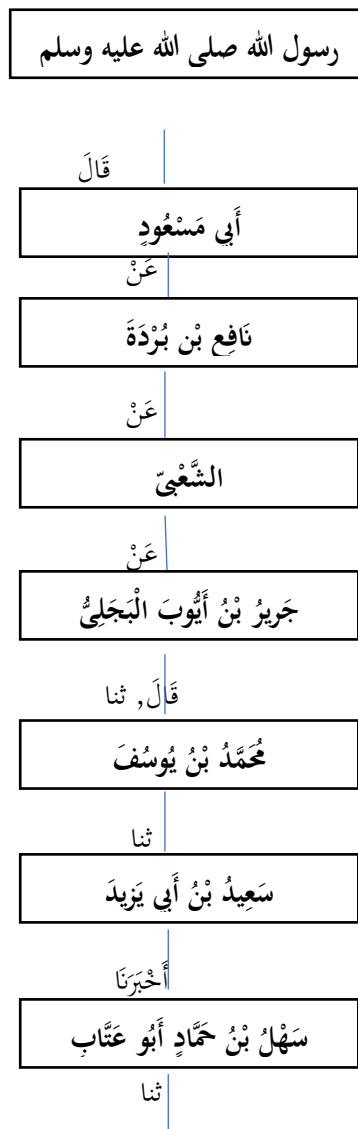 رسول الله صلى الله عليه وسلم
قَالَ
أَبِي مَسْعُودٍ
عَنْ
نَافِعِ بْنِ بُرْدَةَ
عَنْ
الشَّعْبِيّ
عَنْ
جَرِيرُ بْنُ أَيُّوبَ الْبَجَلِيُّ
قَالَ, ثنا
مُحَمَّدُ بْنُ يُوسُفَ
ثنا
سَعِيدُ بْنُ أَبِي يَزِيدَ
أَخْبَرَنَا
سَهْلُ بْنُ حَمَّادٍ أَبُو عَتَّابٍ
ثنا